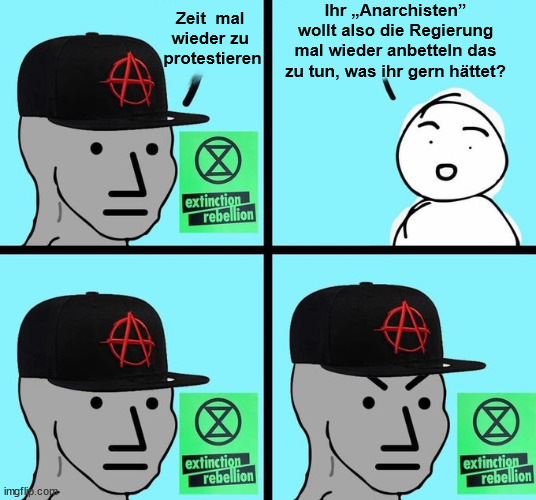 Zeit mal
wieder zu
protestieren
Ihr „Anarchisten”
wollt also die Regierung
mal wieder anbetteln das
zu tun, was ihr gern hättet?
extinction
rebellion
extinction
rebellion
extinction
rebellion
imgflip.com